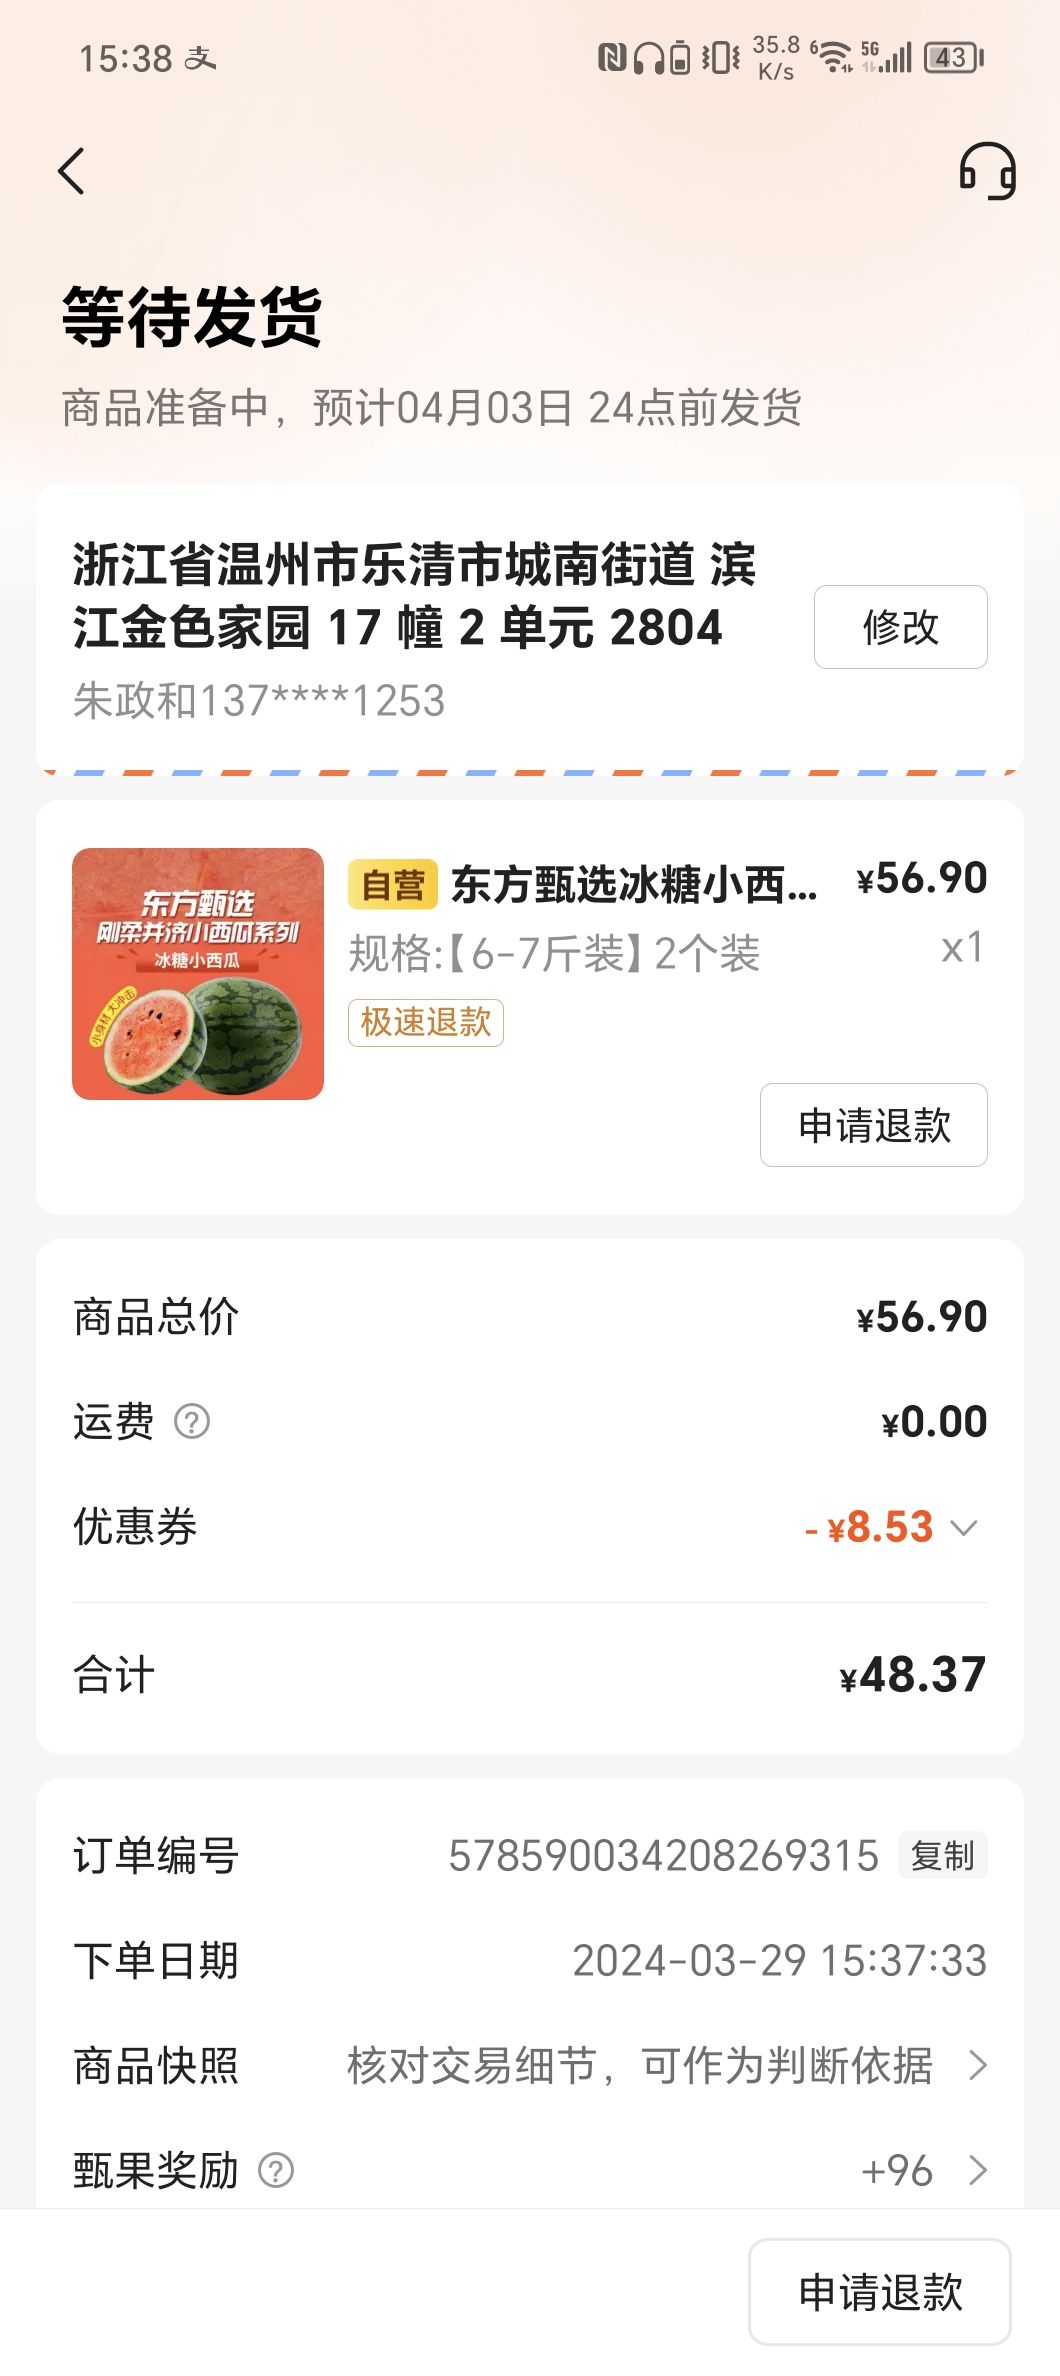 15:38 支
35.8
K/s
6
5G
43
等待发货
商品准备中，预计04月03日 24点前发货
浙江省温州市乐清市城南街道 滨
江金色家园 17 幢 2 单元 2804
修改
朱政和137****1253
东方甄选
刚柔并济小西瓜系列
冰糖小西瓜
小身材 大冲击
自营 东方甄选冰糖小西... ¥56.90
规格:【6-7斤装】2个装 x1
极速退款
申请退款
商品总价 ¥56.90
运费 ? ¥0.00
优惠券 - ¥8.53
合计 ¥48.37
订单编号 578590034208269315 复制
下单日期 2024-03-29 15:37:33
商品快照 核对交易细节，可作为判断依据
甄果奖励 ? +96
申请退款